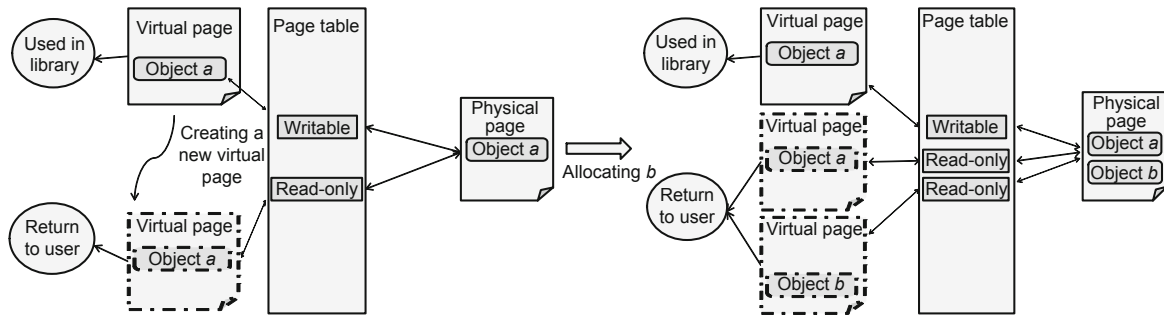 Virtual page
Used in
library
Object a
Creating a
new virtual
page
Return
to user
Virtual page
Object a
Page table
Writable
Read-only
Physical
page
Object a
Allocating b
Used in
library
Virtual page
Object a
Virtual page
Object a
Return
to user
Virtual page
Object b
Page table
Writable
Read-only
Read-only
Physical
page
Object a
Object b